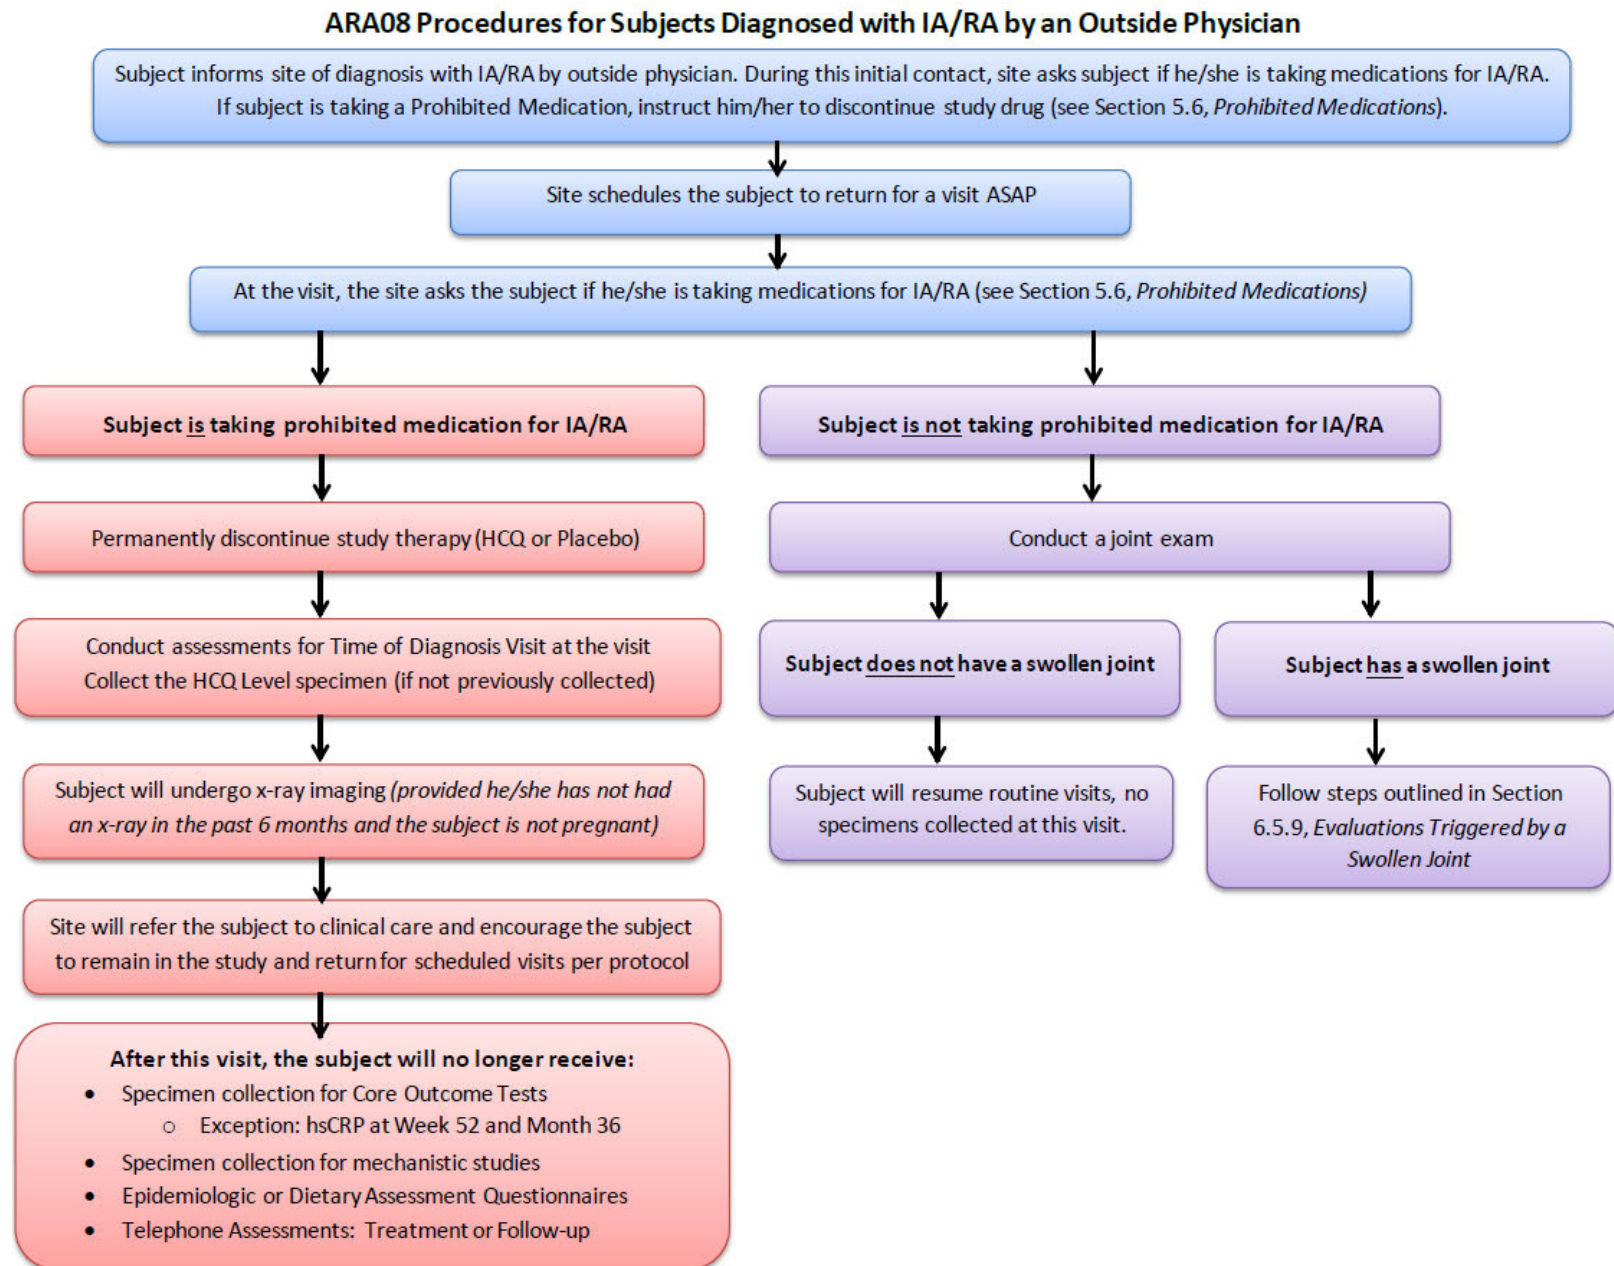 ARA08 Procedures for Subjects Diagnosed with IA/RA by an Outside Physician
Subject informs site of diagnosis with IA/RA by outside physician. During this initial contact, site asks subject if he/she is taking medications for IA/RA.
If subject is taking a Prohibited Medication, instruct him/her to discontinue study drug (see Section 5.6, Prohibited Medications).
Site schedules the subject to return for a visit ASAP
At the visit, the site asks the subject if he/she is taking medications for IA/RA (see Section 5.6, Prohibited Medications)
Subject is taking prohibited medication for IA/RA
Permanently discontinue study therapy (HCQ or Placebo)
Conduct assessments for Time of Diagnosis Visit at the visit
Collect the HCQ Level specimen (if not previously collected)
Subject will undergo x-ray imaging (provided he/she has not had
an x-ray in the past 6 months and the subject is not pregnant)
Site will refer the subject to clinical care and encourage the subject
to remain in the study and return for scheduled visits per protocol
After this visit, the subject will no longer receive:
• Specimen collection for Core Outcome Tests
o Exception: hsCRP at Week 52 and Month 36
• Specimen collection for mechanistic studies
• Epidemiologic or Dietary Assessment Questionnaires
• Telephone Assessments: Treatment or Follow-up
Subject is not taking prohibited medication for IA/RA
Conduct a joint exam
Subject does not have a swollen joint
Subject will resume routine visits, no
specimens collected at this visit.
Subject has a swollen joint
Follow steps outlined in Section
6.5.9, Evaluations Triggered by a
Swollen Joint